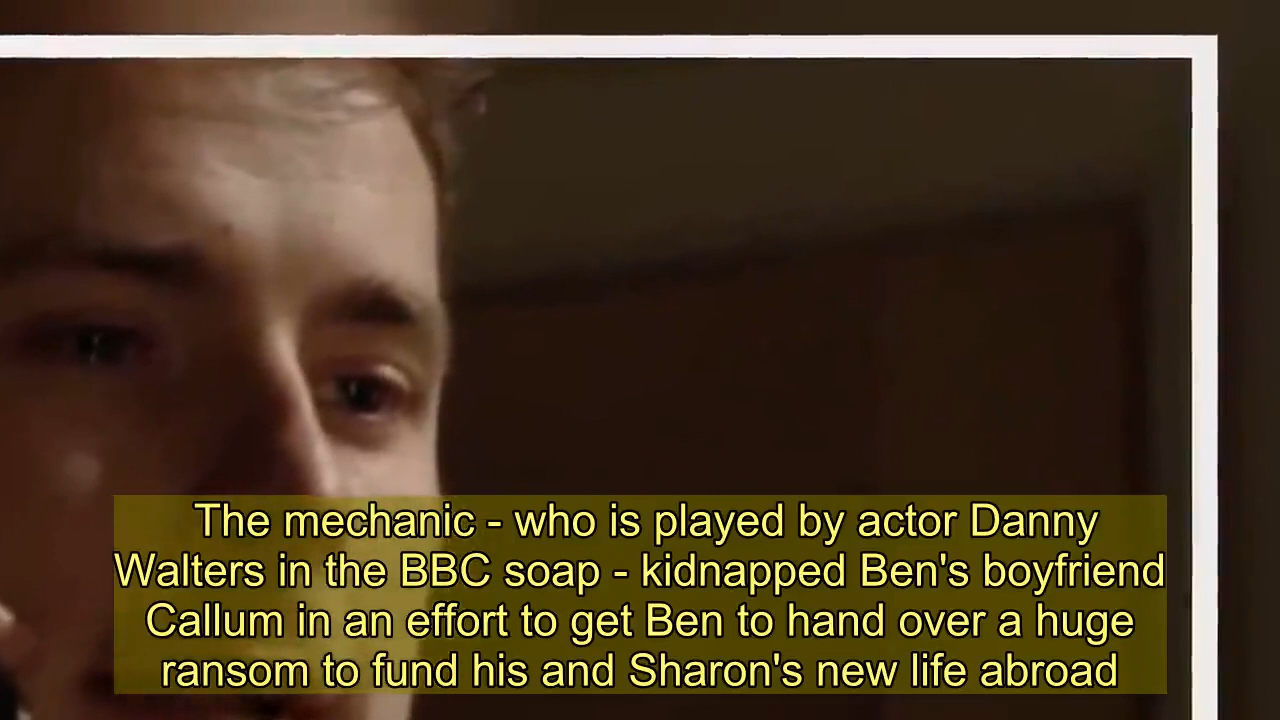 The mechanic - who is played by actor Danny
Walters in the BBC soap - kidnapped Ben's boyfriend
Callum in an effort to get Ben to hand over a huge
ransom to fund his and Sharon's new life abroad